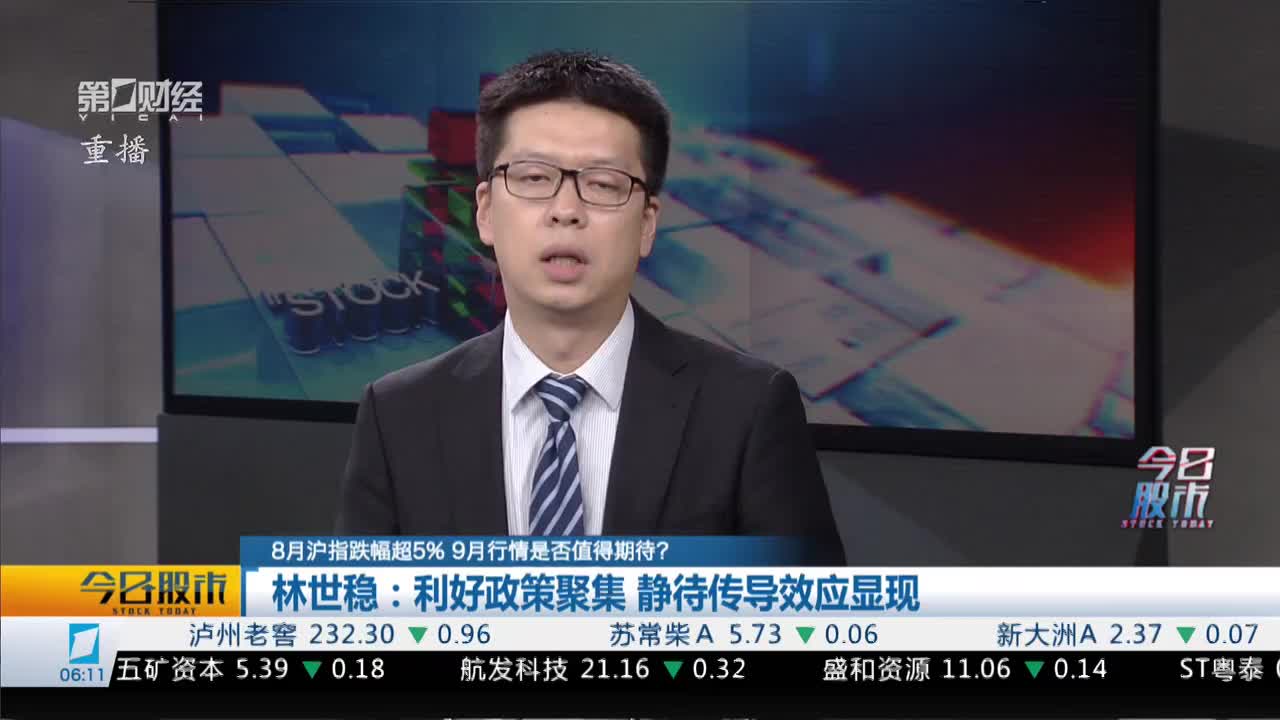 第一财经
YICAI
重播
STOCK
今日股市
STOCK TODAY
8月沪指跌幅超5% 9月行情是否值得期待?
今日股市
STOCK TODAY
林世稳：利好政策聚集 静待传导效应显现
泸州老窖 232.30 ▼ 0.96 苏常柴A 5.73 ▼ 0.06 新大洲A 2.37 ▼ 0.07
06:11
五矿资本 5.39 ▼ 0.18 航发科技 21.16 ▼ 0.32 盛和资源 11.06 ▼ 0.14 ST粤泰